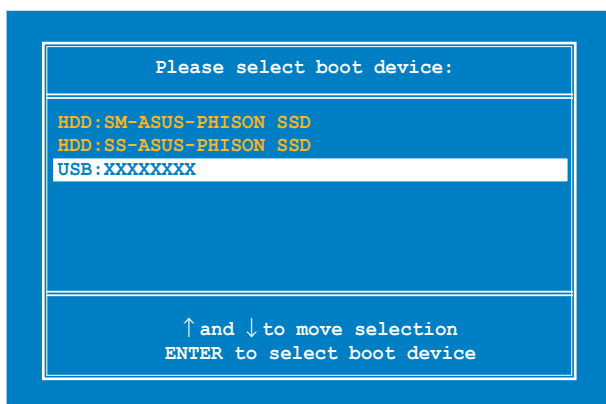 Please select boot device:
HDD:SM-ASUS-PHISON SSD
HDD:SS-ASUS-PHISON SSD
USB:XXXXXXXX
↑ and ↓ to move selection
ENTER to select boot device